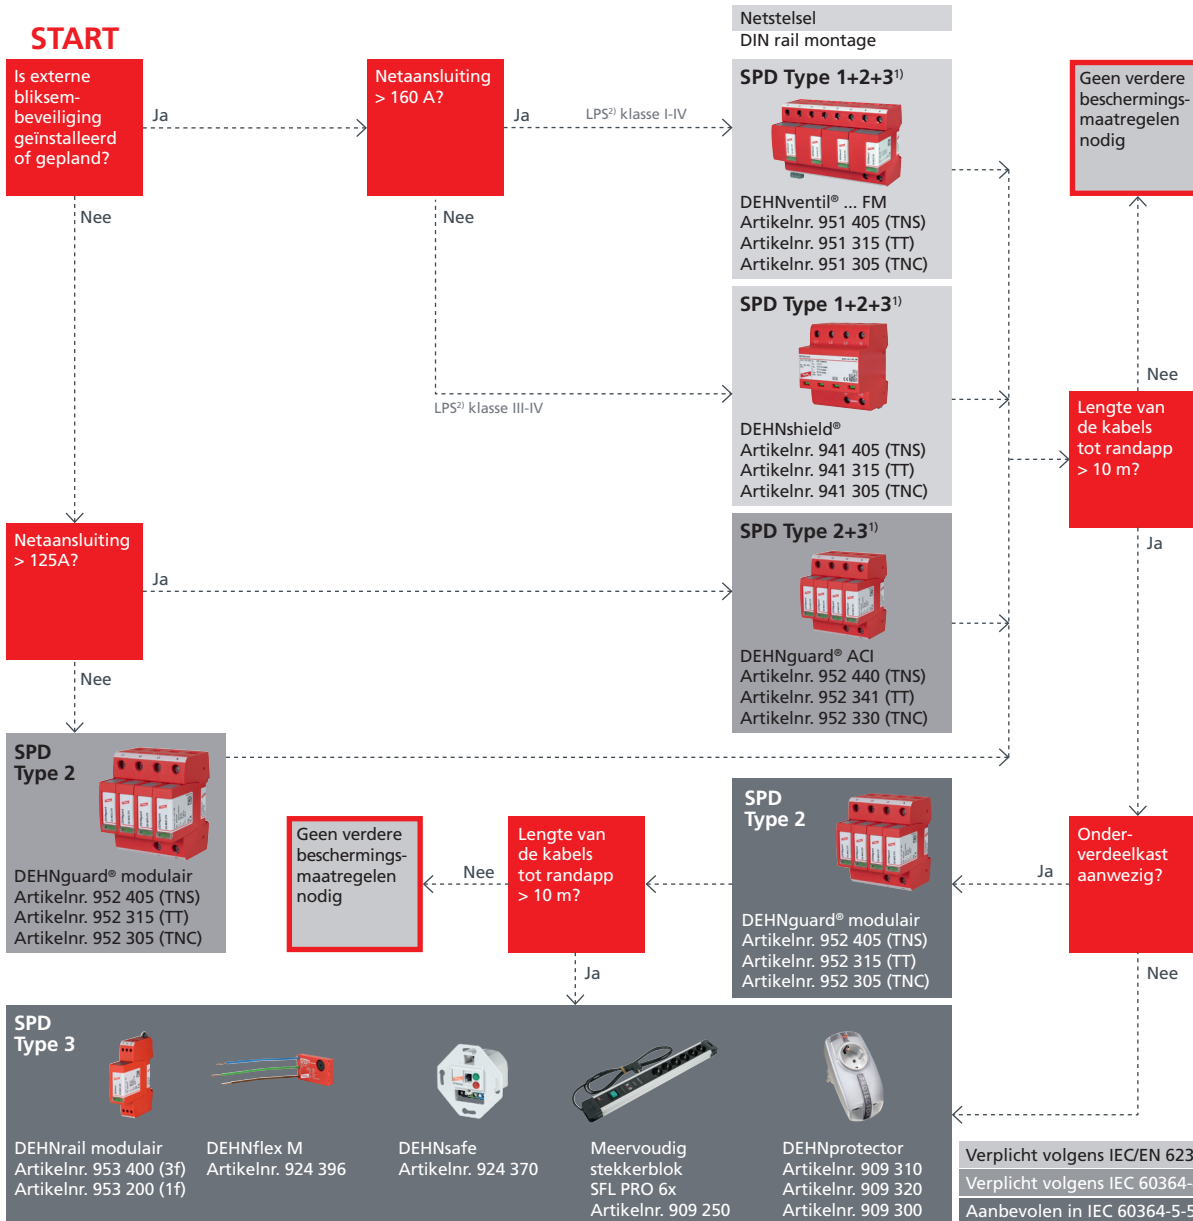 START
Is externe
bliksem-
beveiliging
geïnstalleerd
of gepland?
Ja
Nee
Netaansluiting
> 160 A?
Ja
LPS²⁾ klasse I-IV
Nee
LPS²⁾ klasse III-IV
Netstelsel
DIN rail montage
SPD Type 1+2+3¹⁾
DEHNventil® ... FM
Artikelnr. 951 405 (TNS)
Artikelnr. 951 315 (TT)
Artikelnr. 951 305 (TNC)
SPD Type 1+2+3¹⁾
DEHNshield®
Artikelnr. 941 405 (TNS)
Artikelnr. 941 315 (TT)
Artikelnr. 941 305 (TNC)
Geen verdere
beschermings-
maatregelen
nodig
Nee
Lengte van
de kabels
tot randapp
> 10 m?
Ja
Netaansluiting
> 125A?
Ja
Nee
SPD Type 2+3¹⁾
DEHNguard® ACI
Artikelnr. 952 440 (TNS)
Artikelnr. 952 341 (TT)
Artikelnr. 952 330 (TNC)
SPD
Type 2
DEHNguard® modulair
Artikelnr. 952 405 (TNS)
Artikelnr. 952 315 (TT)
Artikelnr. 952 305 (TNC)
Geen verdere
beschermings-
maatregelen
nodig
Nee
Lengte van
de kabels
tot randapp
> 10 m?
Ja
SPD
Type 2
DEHNguard® modulair
Artikelnr. 952 405 (TNS)
Artikelnr. 952 315 (TT)
Artikelnr. 952 305 (TNC)
Ja
Onder-
verdeelkast
aanwezig?
Nee
SPD
Type 3
DEHNrail modulair
Artikelnr. 953 400 (3f)
Artikelnr. 953 200 (1f)
DEHNflex M
Artikelnr. 924 396
DEHNsafe
Artikelnr. 924 370
Meervoudig
stekkerblok
SFL PRO 6x
Artikelnr. 909 250
DEHNprotector
Artikelnr. 909 310
Artikelnr. 909 320
Artikelnr. 909 300
Verplicht volgens IEC/EN 623
Verplicht volgens IEC 60364-
Aanbevolen in IEC 60364-5-5